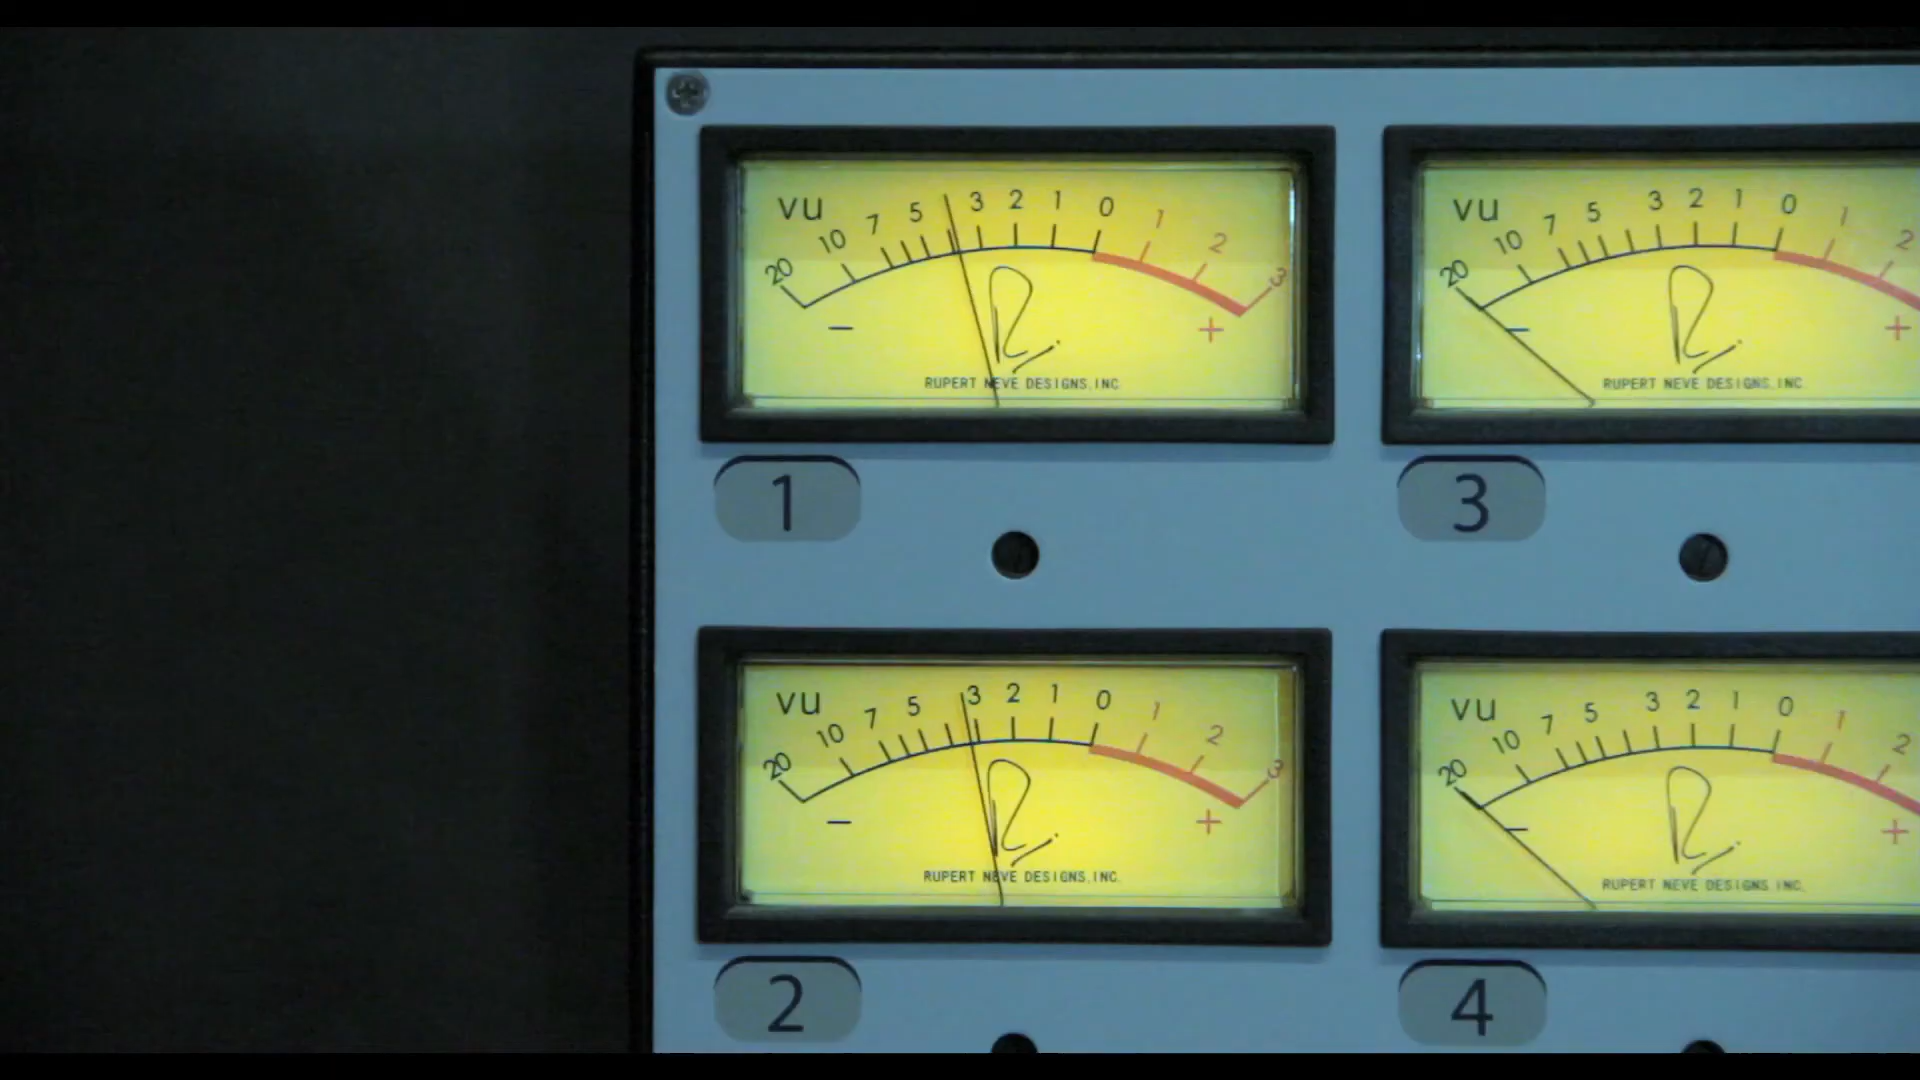 vu 20 10 7 5 3 2 1 0 1 2 3
− +
RUPERT NEVE DESIGNS, INC.
1
vu 20 10 7 5 3 2 1 0 1 2
− +
RUPERT NEVE DESIGNS, INC.
3
vu 20 10 7 5 3 2 1 0 1 2 3
− +
RUPERT NEVE DESIGNS, INC.
2
vu 20 10 7 5 3 2 1 0 1 2
− +
RUPERT NEVE DESIGNS, INC.
4